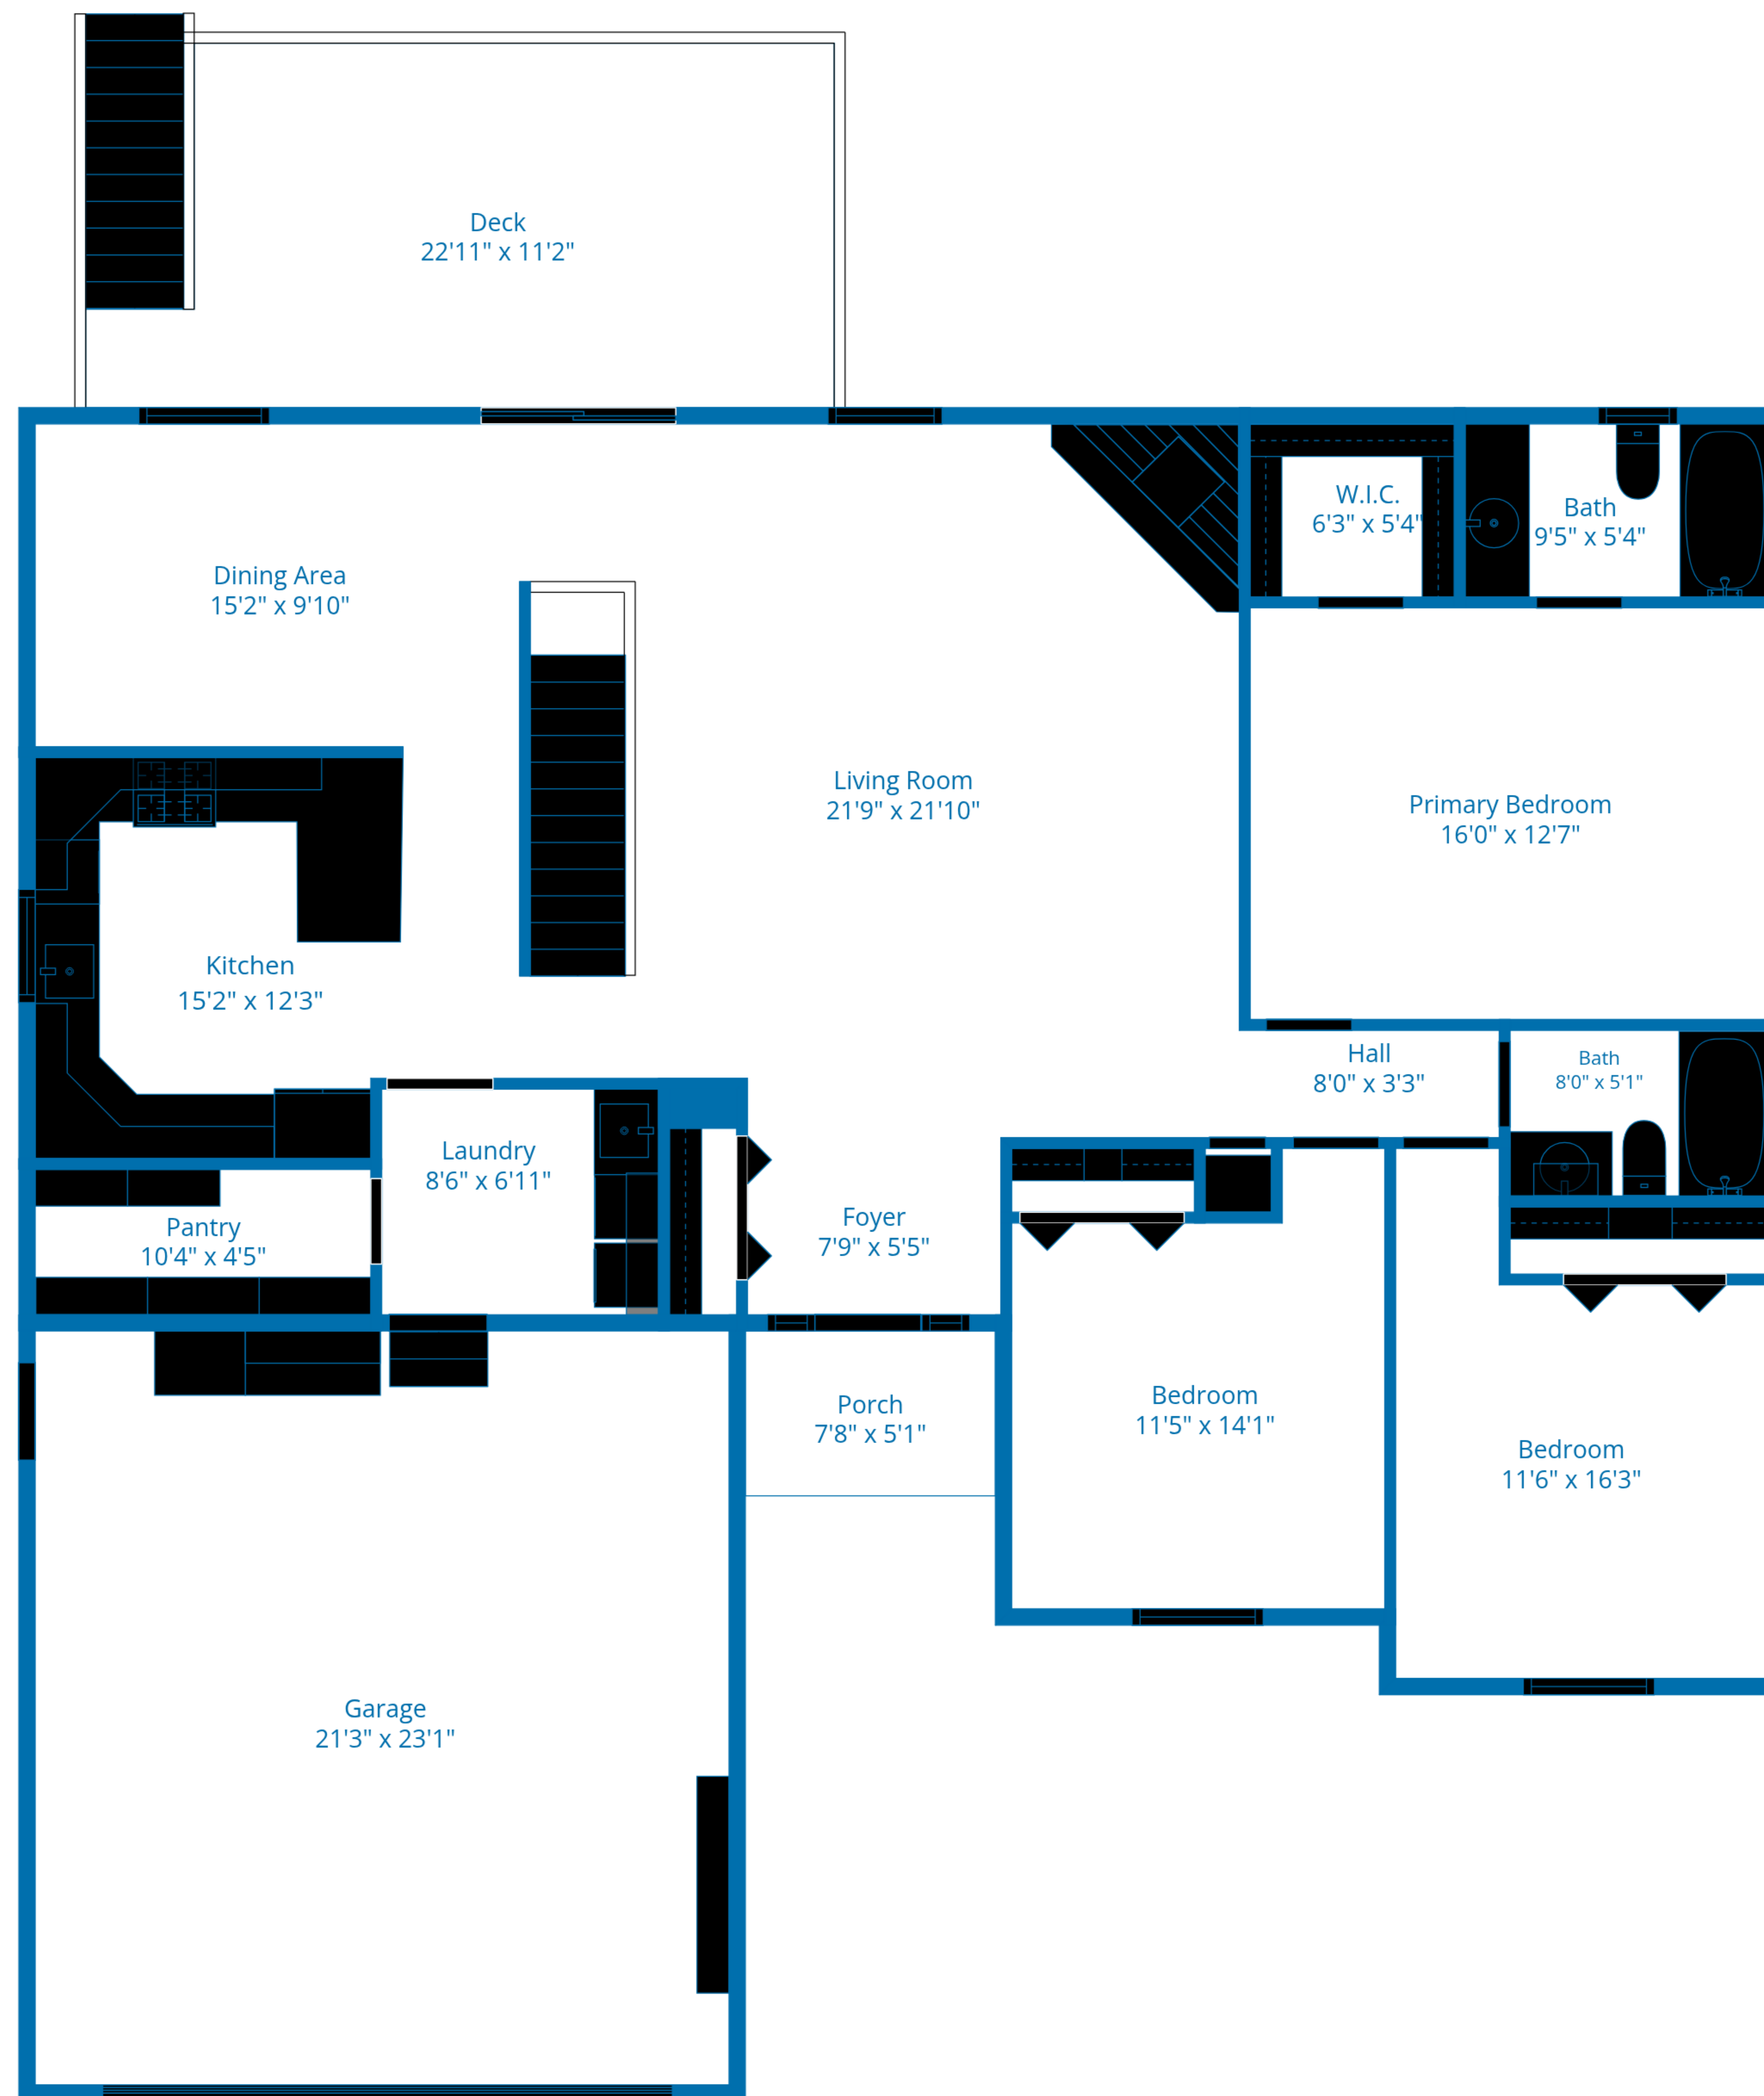 Deck
22'11" x 11'2"
W.I.C.
6'3" x 5'4"
Bath
9'5" x 5'4"
Dining Area
15'2" x 9'10"
Living Room
21'9" x 21'10"
Primary Bedroom
16'0" x 12'7"
Kitchen
15'2" x 12'3"
Hall
8'0" x 3'3"
Bath
8'0" x 5'1"
Laundry
8'6" x 6'11"
Pantry
10'4" x 4'5"
Foyer
7'9" x 5'5"
Porch
7'8" x 5'1"
Bedroom
11'5" x 14'1"
Bedroom
11'6" x 16'3"
Garage
21'3" x 23'1"